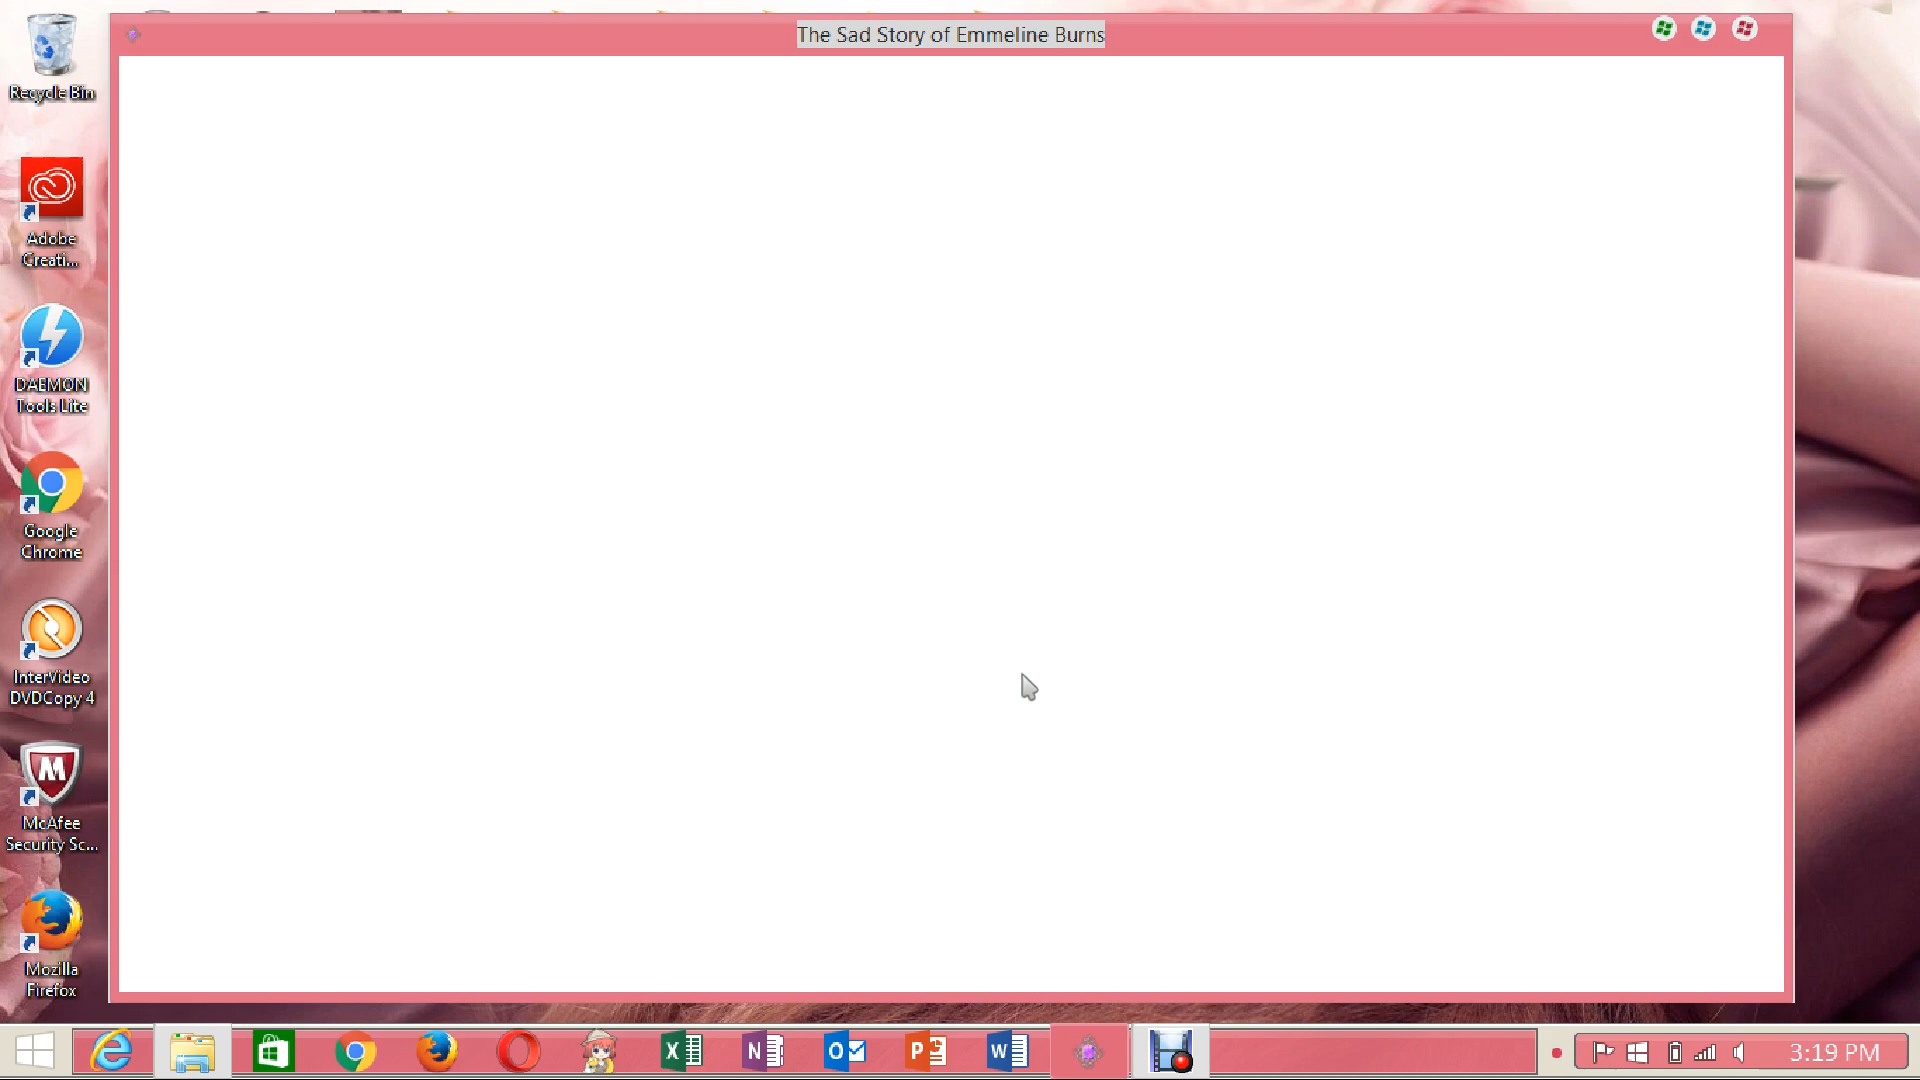 The Sad Story of Emmeline Burns
Recycle Bin
Adobe
Creati...
DAEMON
Tools Lite
Google
Chrome
InterVideo
DVDCopy 4
McAfee
Security Sc...
Mozilla
Firefox
3:19 PM